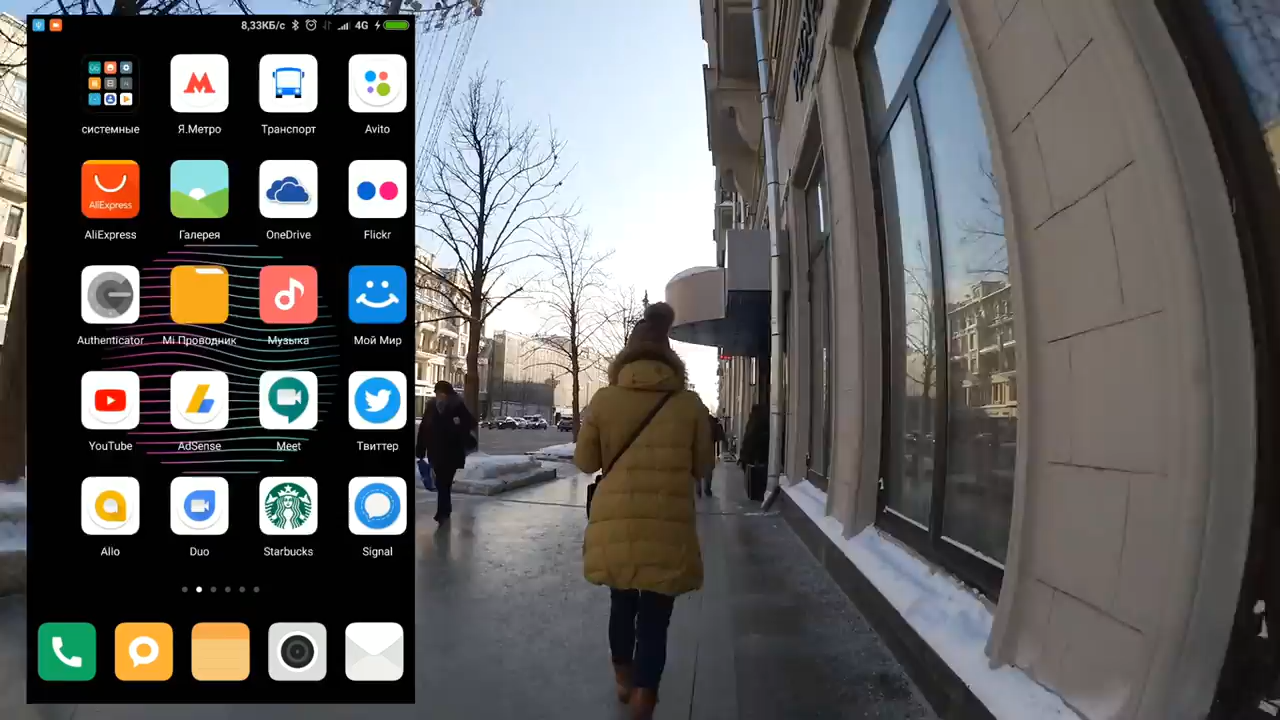 8,33КБ/с 4G
системные Я.Метро Транспорт Avito
AliExpress
AliExpress Галерея OneDrive Flickr
Authenticator Mi Проводник Музыка Мой Мир
YouTube AdSense Meet Твиттер
Allo Duo Starbucks Signal